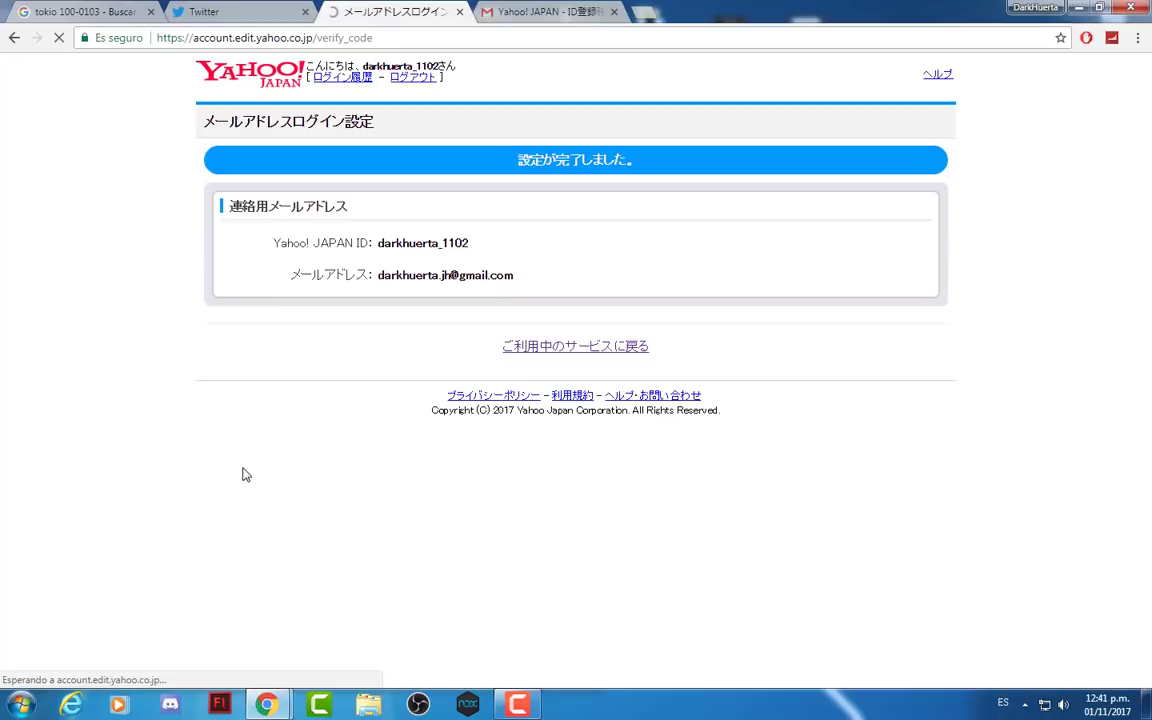 tokio 100-0103 - Buscar
Twitter
メールアドレスログイン
Yahoo! JAPAN - ID登録確
DarkHuerta
Es seguro
https://account.edit.yahoo.co.jp/verify_code
YAHOO! JAPAN
こんにちは、darkhuerta_1102さん
[ ログイン履歴 - ログアウト ]
ヘルプ
メールアドレスログイン設定
設定が完了しました。
連絡用メールアドレス
Yahoo! JAPAN ID: darkhuerta_1102
メールアドレス: darkhuerta.jh@gmail.com
ご利用中のサービスに戻る
プライバシーポリシー - 利用規約 - ヘルプ・お問い合わせ
Copyright (C) 2017 Yahoo Japan Corporation. All Rights Reserved.
Esperando a account.edit.yahoo.co.jp...
Fl
nox
ES
12:41 p.m.
01/11/2017